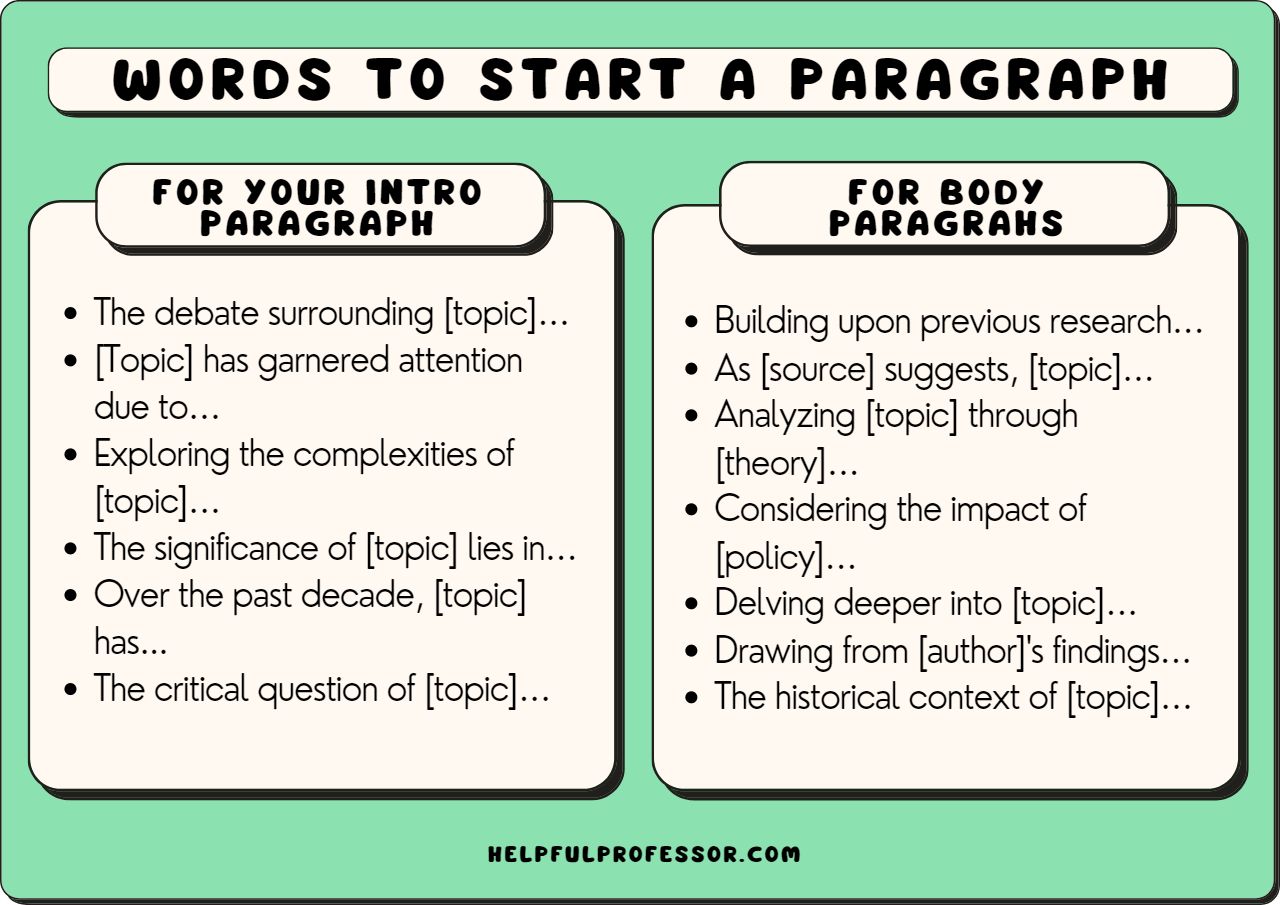 WORDS TO START A PARAGRAPH
FOR YOUR INTRO
PARAGRAPH
• The debate surrounding [topic]...
• [Topic] has garnered attention
due to...
• Exploring the complexities of
[topic]...
• The significance of [topic] lies in...
• Over the past decade, [topic]
has...
• The critical question of [topic]...
FOR BODY
PARAGRAHS
• Building upon previous research...
• As [source] suggests, [topic]...
• Analyzing [topic] through
[theory]...
• Considering the impact of
[policy]...
• Delving deeper into [topic]...
• Drawing from [author]'s findings...
• The historical context of [topic]...
HELPFULPROFESSOR.COM